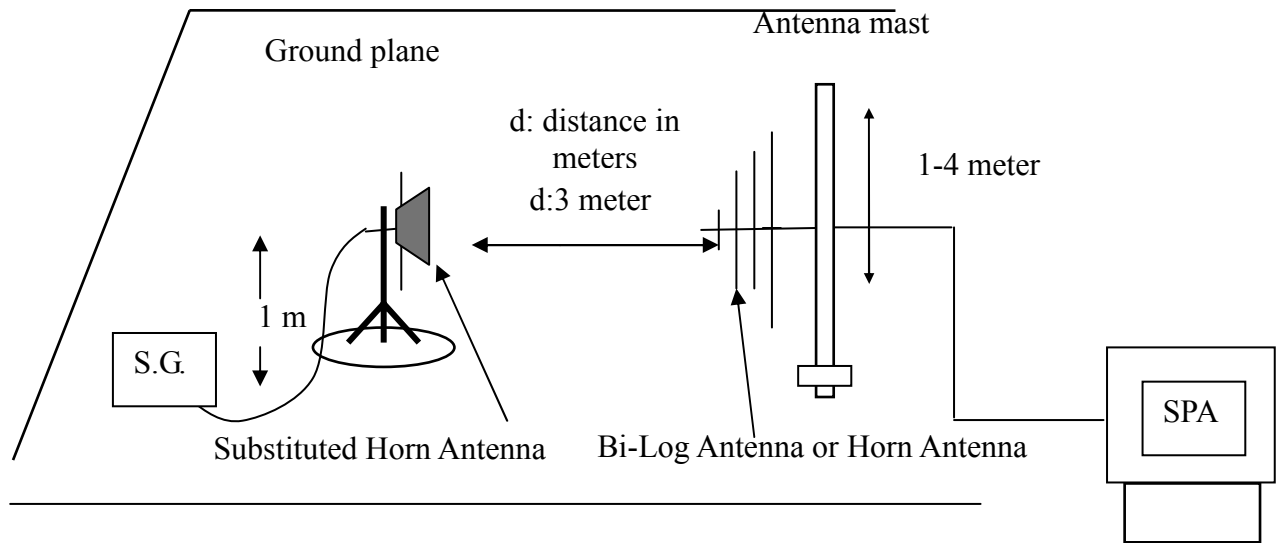 Antenna mast
Ground plane
d: distance in
meters
d:3 meter
1-4 meter
1 m
S.G.
SPA
Substituted Horn Antenna
Bi-Log Antenna or Horn Antenna